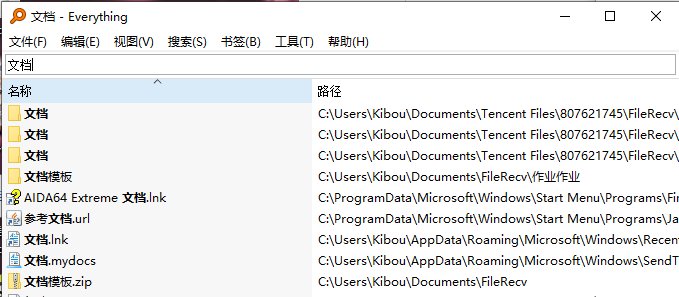 文档 - Everything
文件(F) 编辑(E) 视图(V) 搜索(S) 书签(B) 工具(T) 帮助(H)
文档
名称 路径
文档 C:\Users\Kibou\Documents\Tencent Files\807621745\FileRecv\
文档 C:\Users\Kibou\Documents\Tencent Files\807621745\FileRecv\
文档 C:\Users\Kibou\Documents\Tencent Files\807621745\FileRecv\
文档模板 C:\Users\Kibou\Documents\FileRecv\作业作业
AIDA64 Extreme 文档.lnk C:\ProgramData\Microsoft\Windows\Start Menu\Programs\Fin
参考文档.url C:\ProgramData\Microsoft\Windows\Start Menu\Programs\Ja
文档.lnk C:\Users\Kibou\AppData\Roaming\Microsoft\Windows\Recen
文档.mydocs C:\Users\Kibou\AppData\Roaming\Microsoft\Windows\SendT
文档模板.zip C:\Users\Kibou\Documents\FileRecv